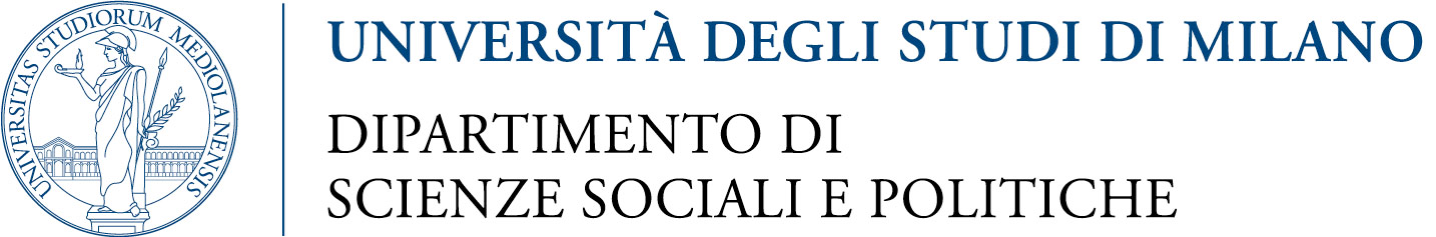 UNIVERSITAS STUDIORUM MEDIOLANENSIS
UNIVERSITÀ DEGLI STUDI DI MILANO
DIPARTIMENTO DI
SCIENZE SOCIALI E POLITICHE